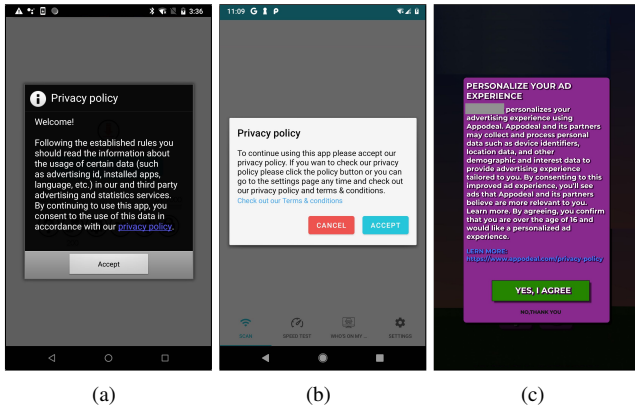 3:36
Privacy policy
Welcome!
Following the established rules you
should read the information about
the usage of certain data (such
as advertising id, installed apps,
language, etc.) in our and third party
advertising and statistics services.
By continuing to use this app, you
consent to the use of this data in
accordance with our privacy policy.
Accept
(a)
11:09 G P
Privacy policy
To continue using this app please accept our
privacy policy. If you wan to check our privacy
policy please click the policy button or you can
go to the settings page any time and check out
our privacy policy and terms & conditions.
Check out our Terms & conditions
CANCEL ACCEPT
SCAN SPEED TEST WHO'S ON MY ... SETTINGS
(b)
PERSONALIZE YOUR AD
EXPERIENCE
personalizes your
advertising experience using
Appodeal. Appodeal and its partners
may collect and process personal
data such as device identifiers,
location data, and other
demographic and interest data to
provide advertising experience
tailored to you. By consenting to this
improved ad experience, you'll see
ads that Appodeal and its partners
believe are more relevant to you.
Learn more. By agreeing, you confirm
that you are over the age of 16 and
would like a personalized ad
experience.
LEARN MORE:
https://www.appodeal.com/privacy-policy
YES, I AGREE
NO, THANK YOU
(c)